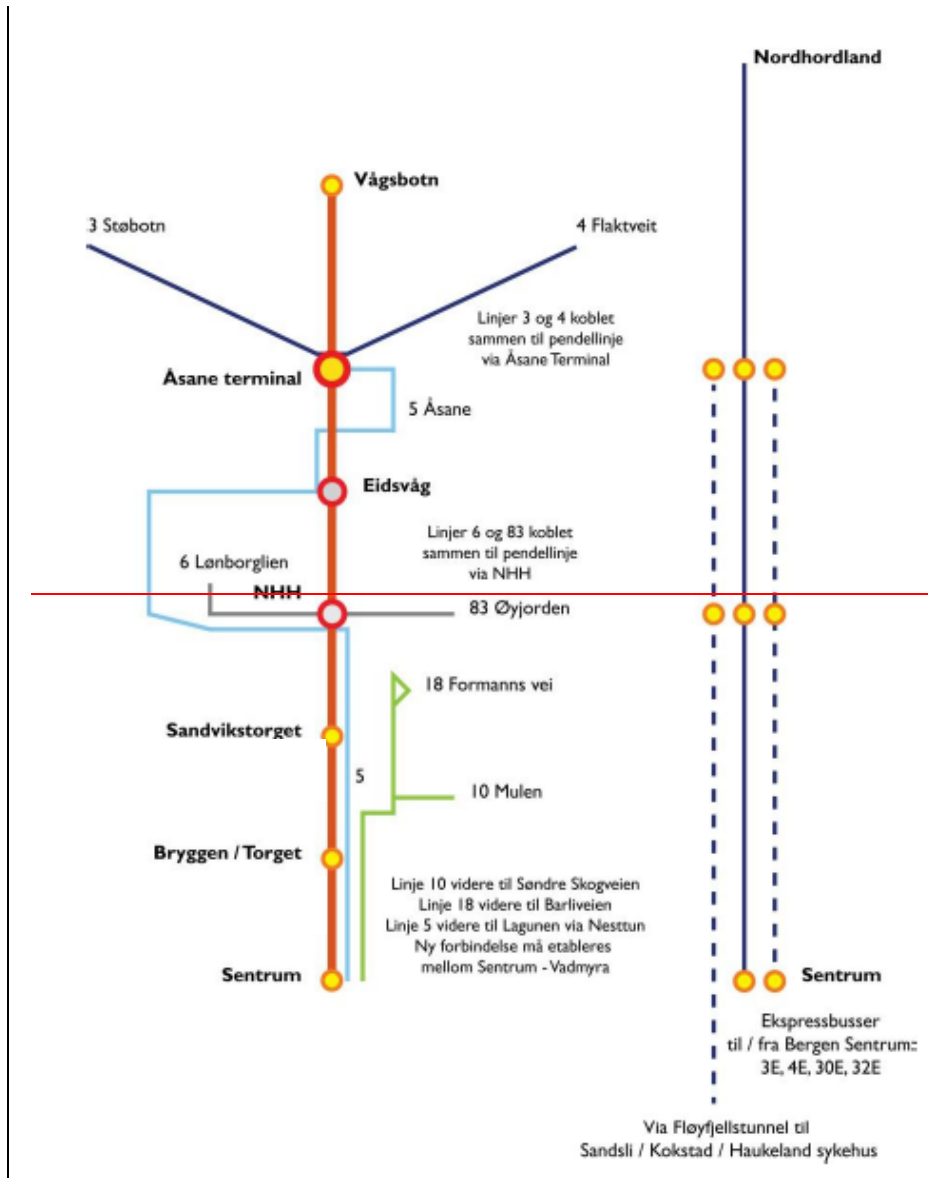 Nordhordland
Vågsbotn
3 Støbotn
4 Flaktveit
Linjer 3 og 4 koblet
sammen til pendellinje
via Åsane Terminal
Åsane terminal
5 Åsane
Eidsvåg
Linjer 6 og 83 koblet
sammen til pendellinje
via NHH
6 Lønborglien
NHH
83 Øyjorden
18 Formanns vei
Sandvikstorget
5
10 Mulen
Bryggen / Torget
Linje 10 videre til Søndre Skogveien
Linje 18 videre til Barliveien
Linje 5 videre til Lagunen via Nesttun
Ny forbindelse må etableres
mellom Sentrum - Vadmyra
Sentrum
Sentrum
Ekspressbusser
til / fra Bergen Sentrum::
3E, 4E, 30E, 32E
Via Fløyfjellstunnel til
Sandsli / Kokstad / Haukeland sykehus